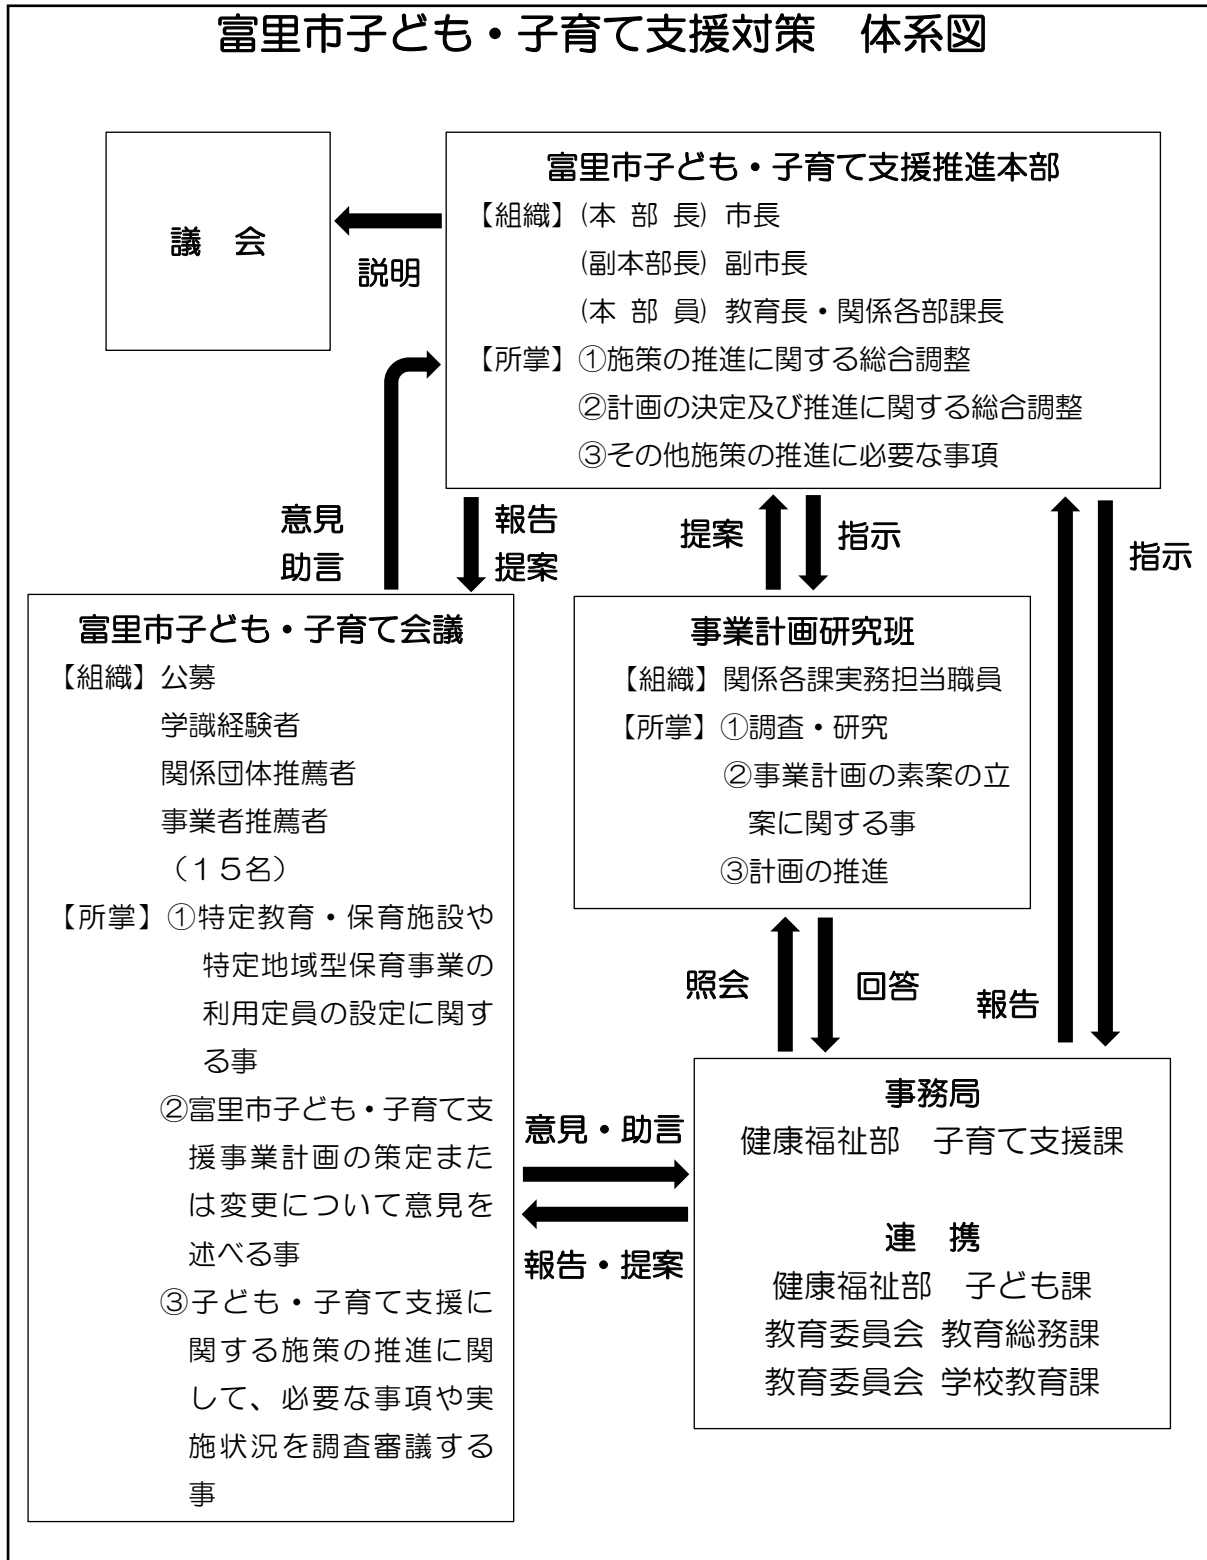 富里市子ども・子育て支援対策　体系図
議　会
説明
富里市子ども・子育て支援推進本部
【組織】(本 部 長) 市長
(副本部長) 副市長
(本 部 員) 教育長・関係各部課長
【所掌】①施策の推進に関する総合調整
②計画の決定及び推進に関する総合調整
③その他施策の推進に必要な事項
意見
助言
報告
提案
提案
指示
指示
富里市子ども・子育て会議
【組織】公募
学識経験者
関係団体推薦者
事業者推薦者
（１５名）
【所掌】①特定教育・保育施設や
特定地域型保育事業の
利用定員の設定に関す
る事
②富里市子ども・子育て支
援事業計画の策定また
は変更について意見を
述べる事
③子ども・子育て支援に
関する施策の推進に関
して、必要な事項や実
施状況を調査審議する
事
事業計画研究班
【組織】関係各課実務担当職員
【所掌】①調査・研究
②事業計画の素案の立
案に関する事
③計画の推進
照会
回答
報告
意見・助言
報告・提案
事務局
健康福祉部　子育て支援課
連　携
健康福祉部　子ども課
教育委員会 教育総務課
教育委員会 学校教育課